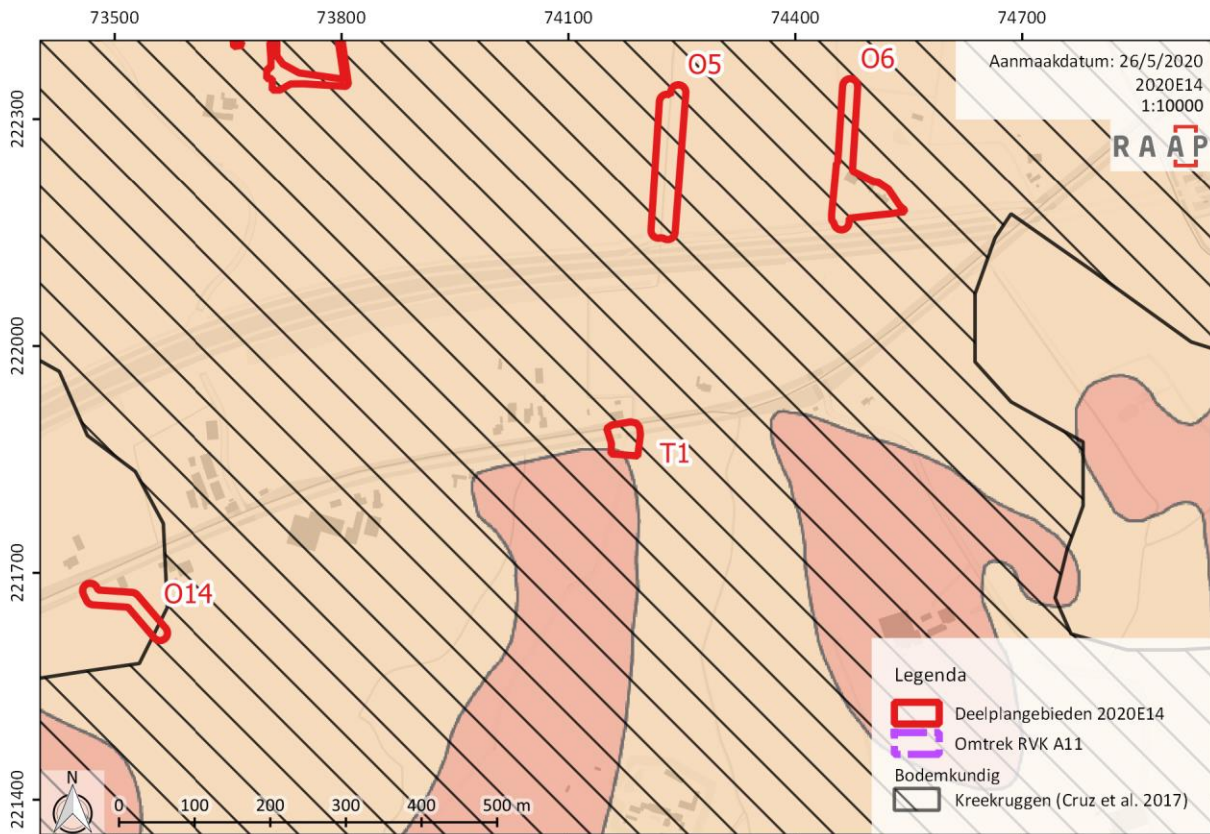 73500 73800 74100 74400 74700
Aanmaakdatum: 26/5/2020
2020E14
1:10000
RAAP
222300
222000
221700
221400
O5
O6
T1
O14
N
0 100 200 300 400 500 m
Legenda
Deelplangebieden 2020E14
Omtrek RVK A11
Bodemkundig
Kreekruggen (Cruz et al. 2017)